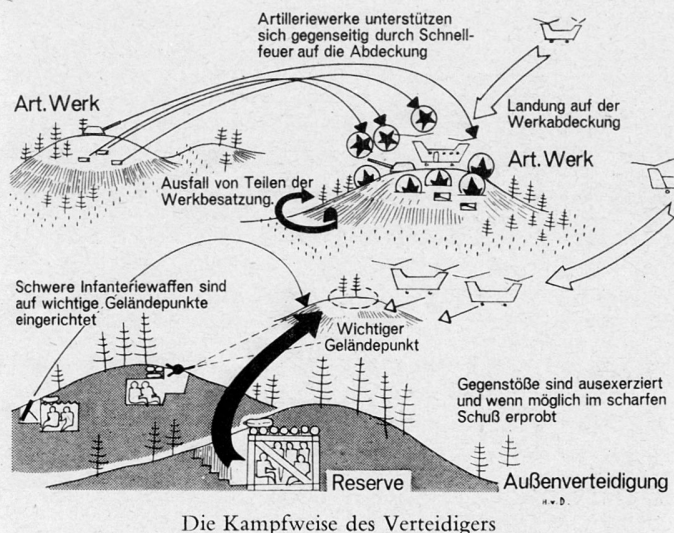 Artilleriewerke unterstützen
sich gegenseitig durch Schnell-
feuer auf die Abdeckung
Art. Werk
Landung auf der
Werkabdeckung
Art. Werk
Ausfall von Teilen der
Werkbesatzung.
Schwere Infanteriewaffen sind
auf wichtige Geländepunkte
eingerichtet
Wichtiger
Geländepunkt
Gegenstöße sind ausexerziert
und wenn möglich im scharfen
Schuß erprobt
Reserve
Außenverteidigung
H.v.D.
Die Kampfweise des Verteidigers